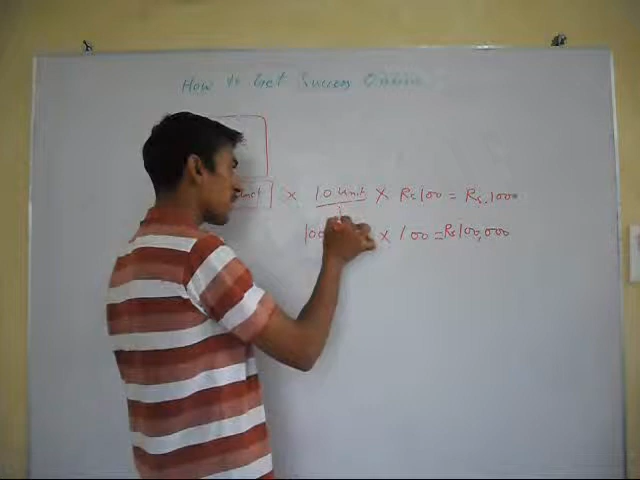 How to Get Success Online
× 10 unit × Rs 100 = Rs. 1000
× 100 = Rs 100,000